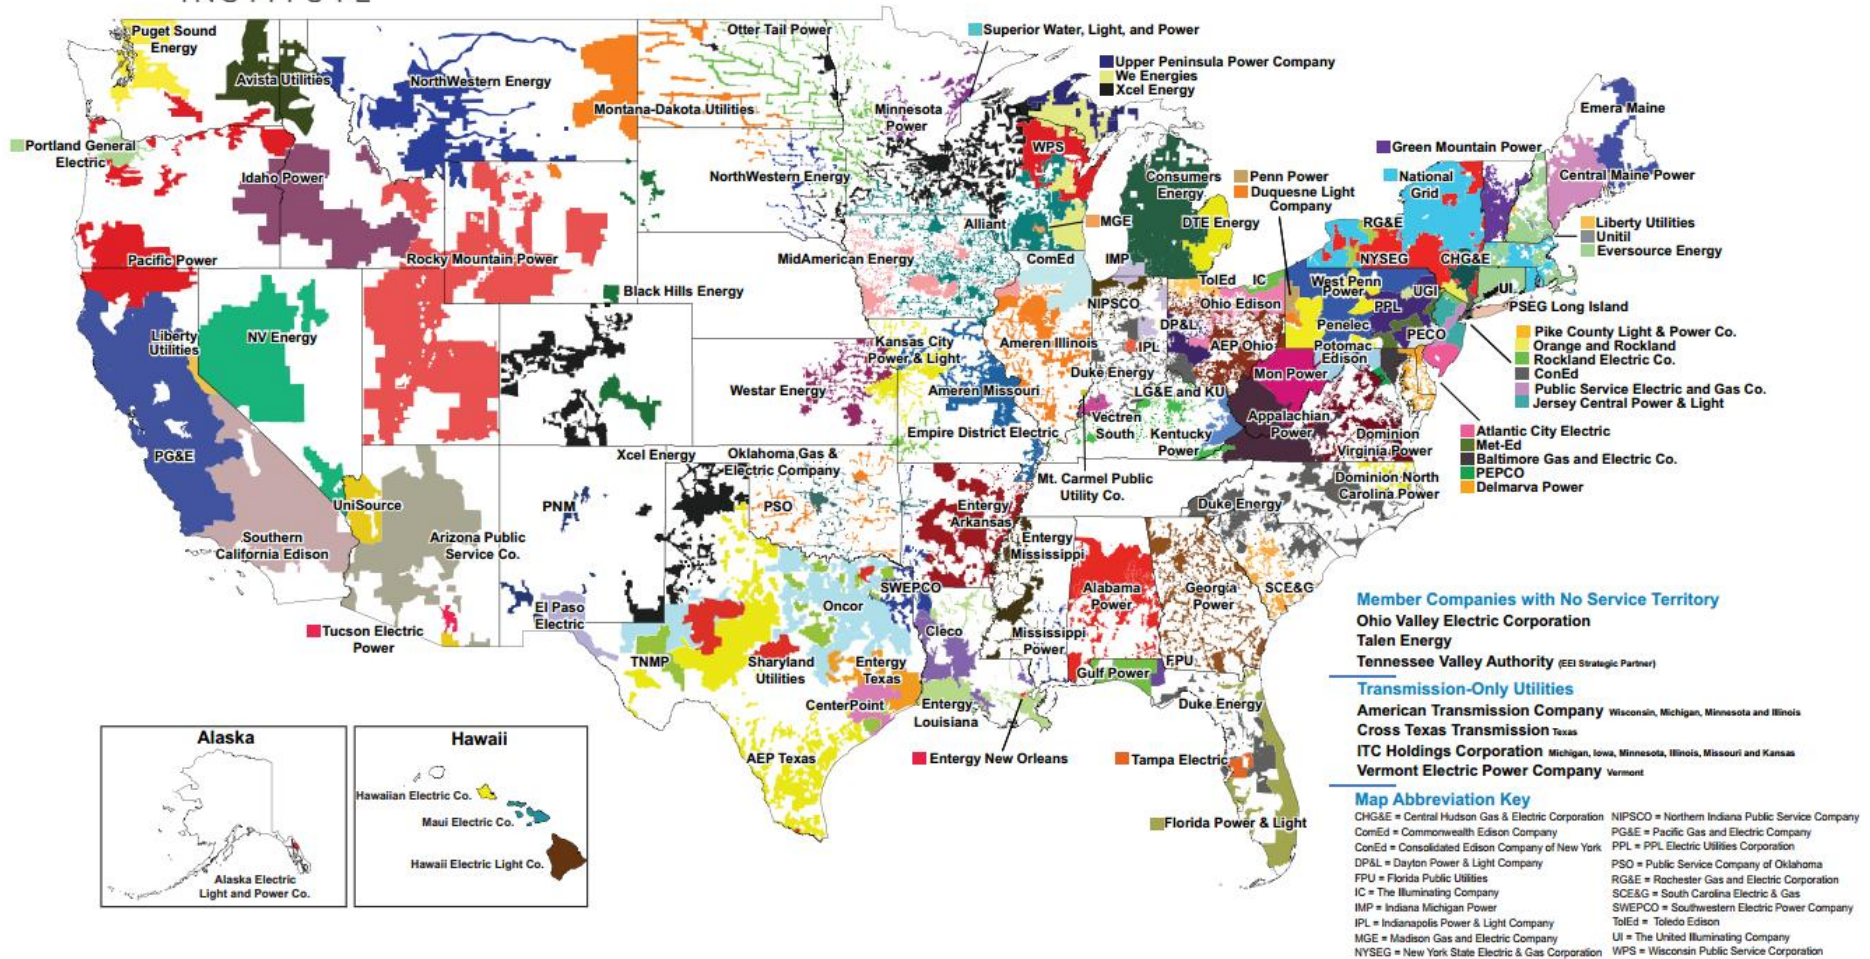 INSTITUTE
Puget Sound
Energy
Avista Utilities
NorthWestern Energy
Otter Tail Power
Superior Water, Light, and Power
Upper Peninsula Power Company
We Energies
Xcel Energy
Montana-Dakota Utilities
Minnesota
Power
Emera Maine
Portland General
Electric
Idaho Power
NorthWestern Energy
WPS
Consumers
Energy
Penn Power
Duquesne Light
Company
Green Mountain Power
National
Grid
Central Maine Power
Pacific Power
Rocky Mountain Power
Alliant
MGE
DTE Energy
RG&E
Liberty Utilities
Unitil
Eversource Energy
MidAmerican Energy
ComEd
IMP
NYSEG
CHG&E
Black Hills Energy
TolEd
IC
West Penn
Power
UGI
UI
NIPSCO
Ohio Edison
PPL
PSEG Long Island
Liberty
Utilities
NV Energy
Kansas City
Power & Light
Ameren Illinois
DP&L
IPL
AEP Ohio
Penelec
PECO
Potomac
Edison
Pike County Light & Power Co.
Orange and Rockland
Rockland Electric Co.
ConEd
Public Service Electric and Gas Co.
Jersey Central Power & Light
Westar Energy
Ameren Missouri
Duke Energy
LG&E and KU
Mon Power
Empire District Electric
Vectren
South
Kentucky
Power
Appalachian
Power
Dominion
Virginia Power
Atlantic City Electric
Met-Ed
Baltimore Gas and Electric Co.
PEPCO
Delmarva Power
PG&E
Xcel Energy
Oklahoma Gas &
Electric Company
Mt. Carmel Public
Utility Co.
Dominion North
Carolina Power
UniSource
PNM
PSO
Entergy
Arkansas
Duke Energy
Southern
California Edison
Arizona Public
Service Co.
Entergy
Mississippi
El Paso
Electric
Oncor
SWEPCO
Alabama
Power
Georgia
Power
SCE&G
Tucson Electric
Power
TNMP
Sharyland
Utilities
Entergy
Texas
Cleco
Mississippi
Power
Gulf Power
FPU
CenterPoint
Entergy
Louisiana
Duke Energy
AEP Texas
Entergy New Orleans
Tampa Electric
Florida Power & Light
Alaska
Alaska Electric
Light and Power Co.
Hawaii
Hawaiian Electric Co.
Maui Electric Co.
Hawaii Electric Light Co.
Member Companies with No Service Territory
Ohio Valley Electric Corporation
Talen Energy
Tennessee Valley Authority (EEI Strategic Partner)
Transmission-Only Utilities
American Transmission Company Wisconsin, Michigan, Minnesota and Illinois
Cross Texas Transmission Texas
ITC Holdings Corporation Michigan, Iowa, Minnesota, Illinois, Missouri and Kansas
Vermont Electric Power Company Vermont
Map Abbreviation Key
CHG&E = Central Hudson Gas & Electric Corporation
ComEd = Commonwealth Edison Company
ConEd = Consolidated Edison Company of New York
DP&L = Dayton Power & Light Company
FPU = Florida Public Utilities
IC = The Illuminating Company
IMP = Indiana Michigan Power
IPL = Indianapolis Power & Light Company
MGE = Madison Gas and Electric Company
NYSEG = New York State Electric & Gas Corporation
NIPSCO = Northern Indiana Public Service Company
PG&E = Pacific Gas and Electric Company
PPL = PPL Electric Utilities Corporation
PSO = Public Service Company of Oklahoma
RG&E = Rochester Gas and Electric Corporation
SCE&G = South Carolina Electric & Gas
SWEPCO = Southwestern Electric Power Company
TolEd = Toledo Edison
UI = The United Illuminating Company
WPS = Wisconsin Public Service Corporation